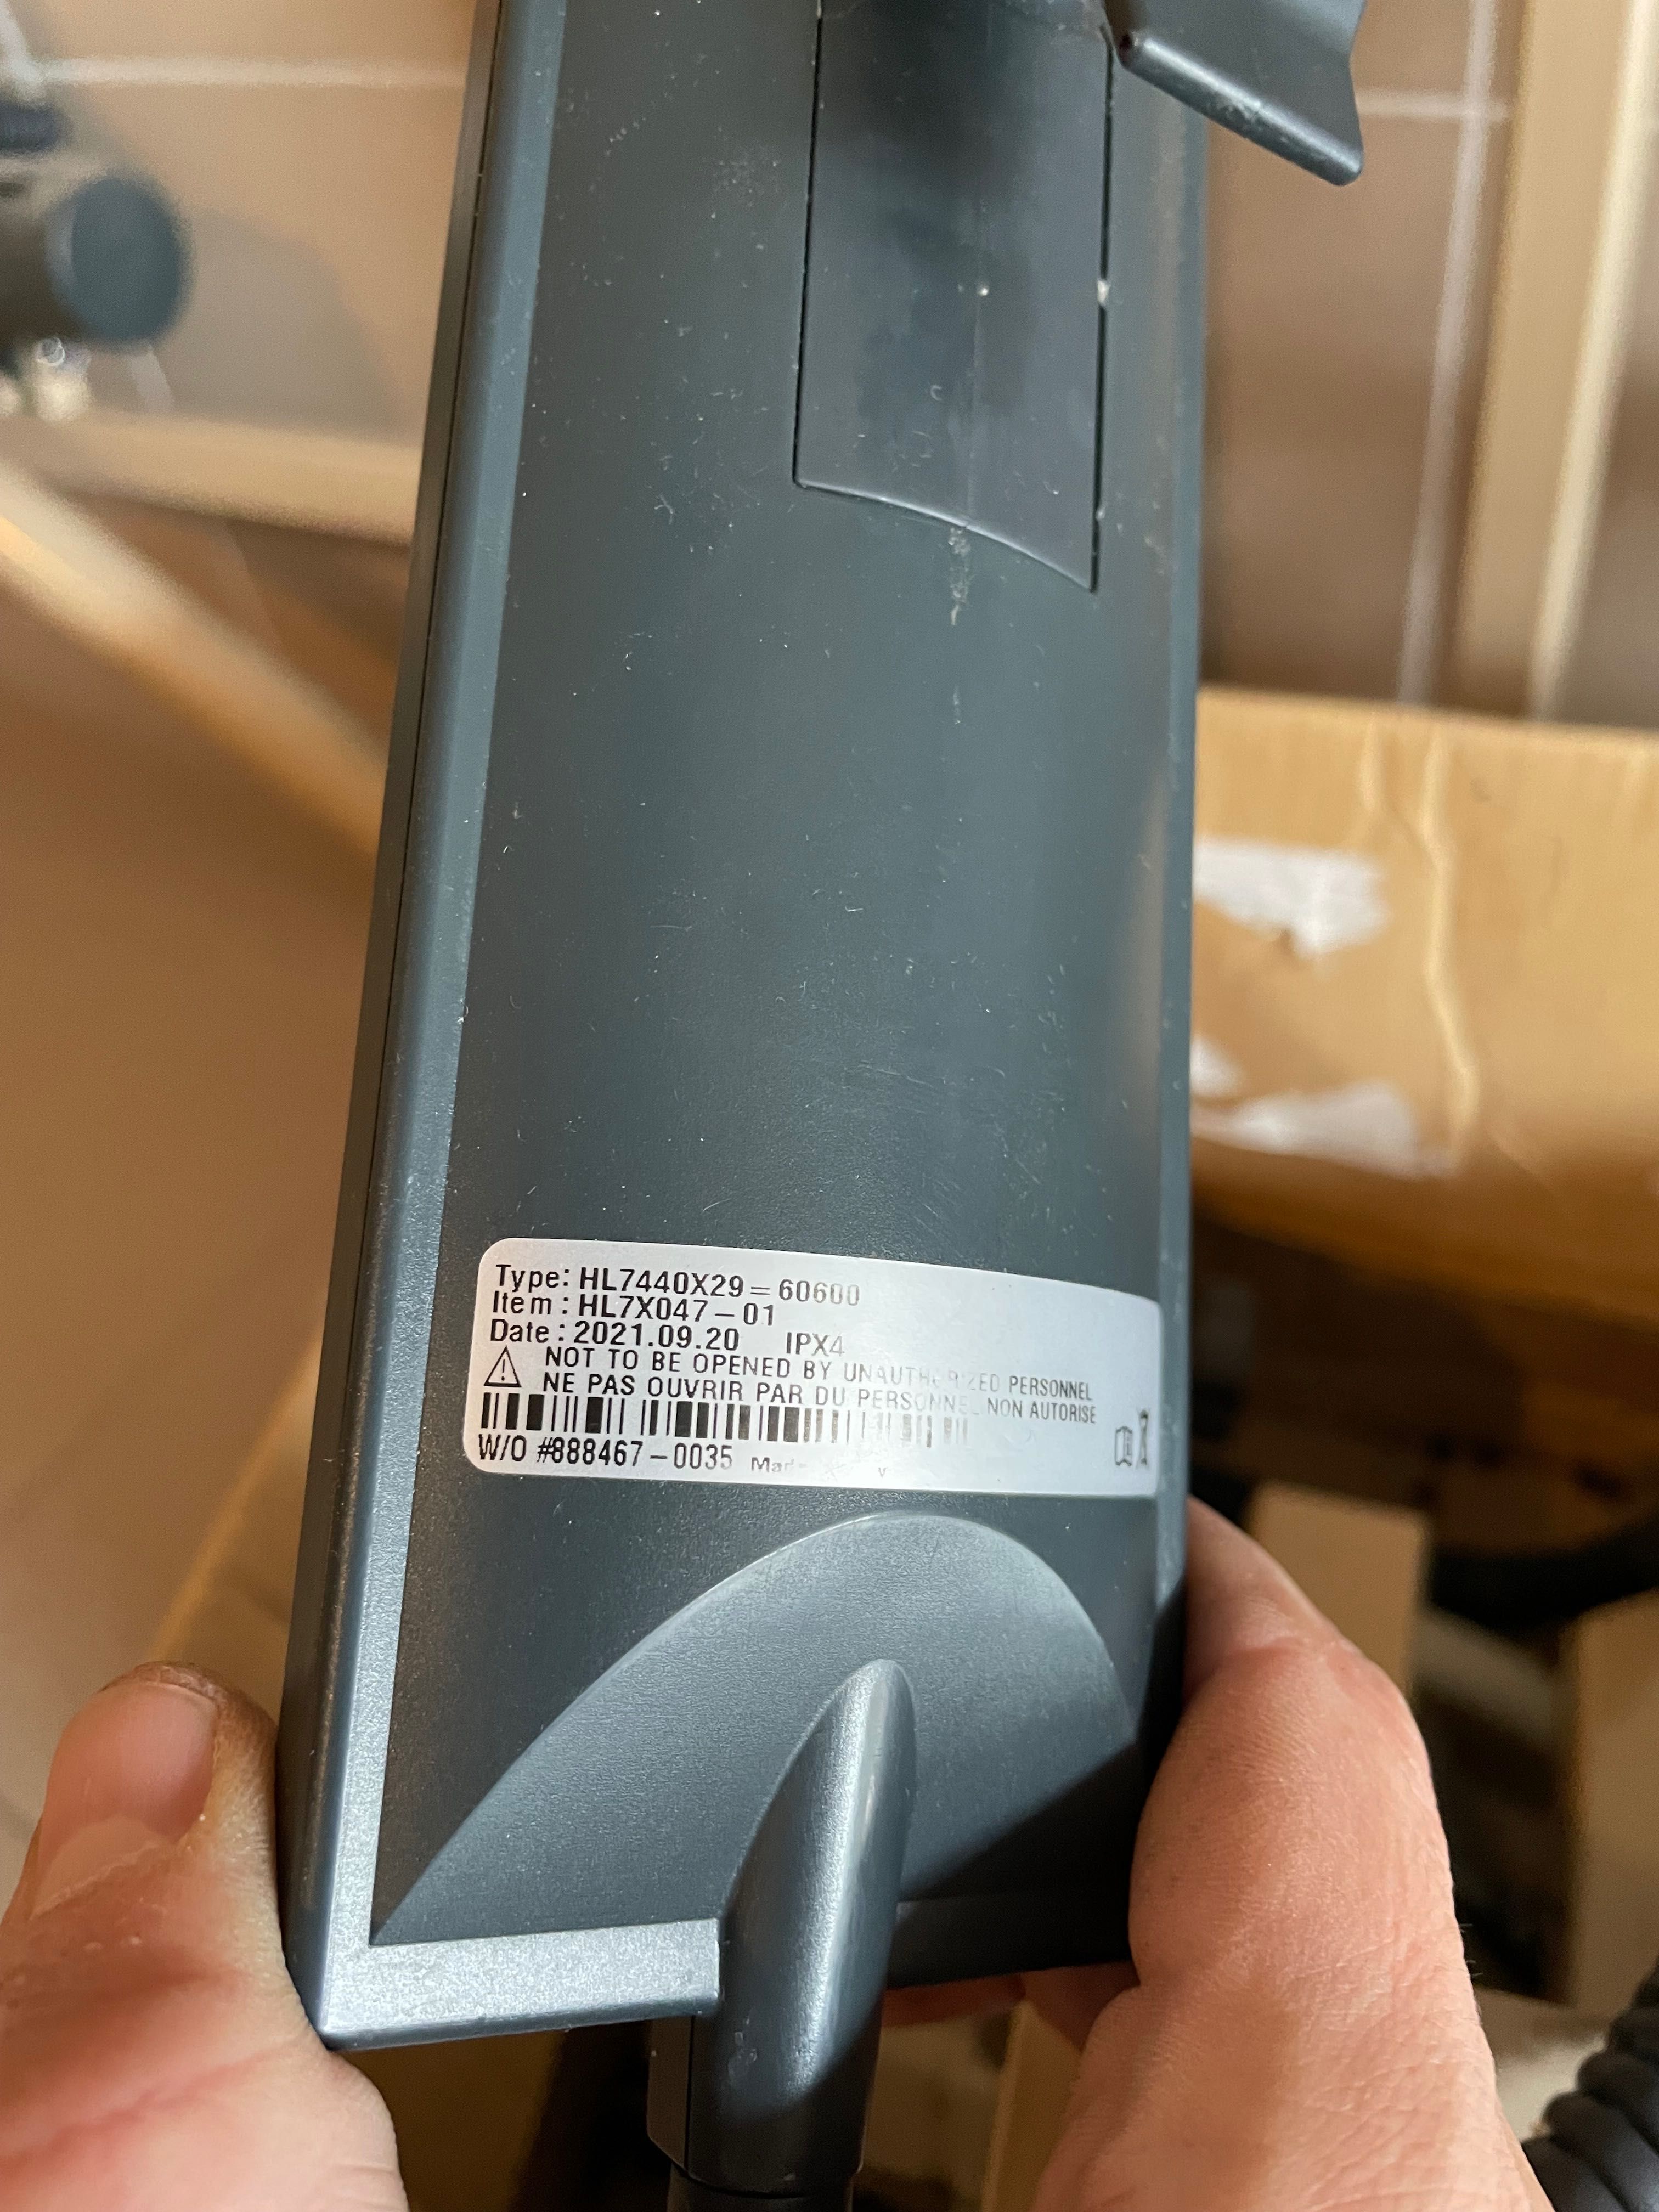 Type: HL7440X29=60600
Item : HL7X047-01
Date : 2021.09.20 IPX4
NOT TO BE OPENED BY UNAUTHORIZED PERSONNEL
NE PAS OUVRIR PAR DU PERSONNEL NON AUTORISE
W/O #888467-0035